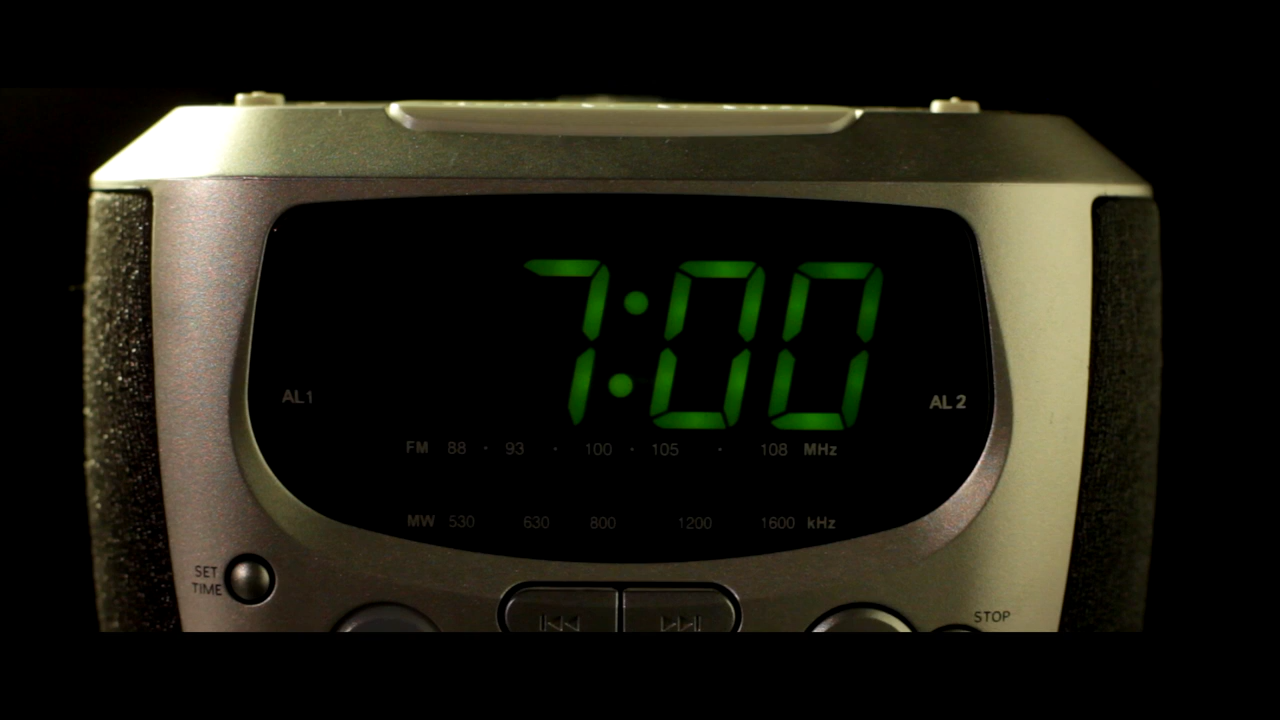 7:00
AL1
AL 2
FM 88 · 93 · 100 · 105 · 108 MHz
MW 530 630 800 1200 1600 kHz
SET
TIME
STOP